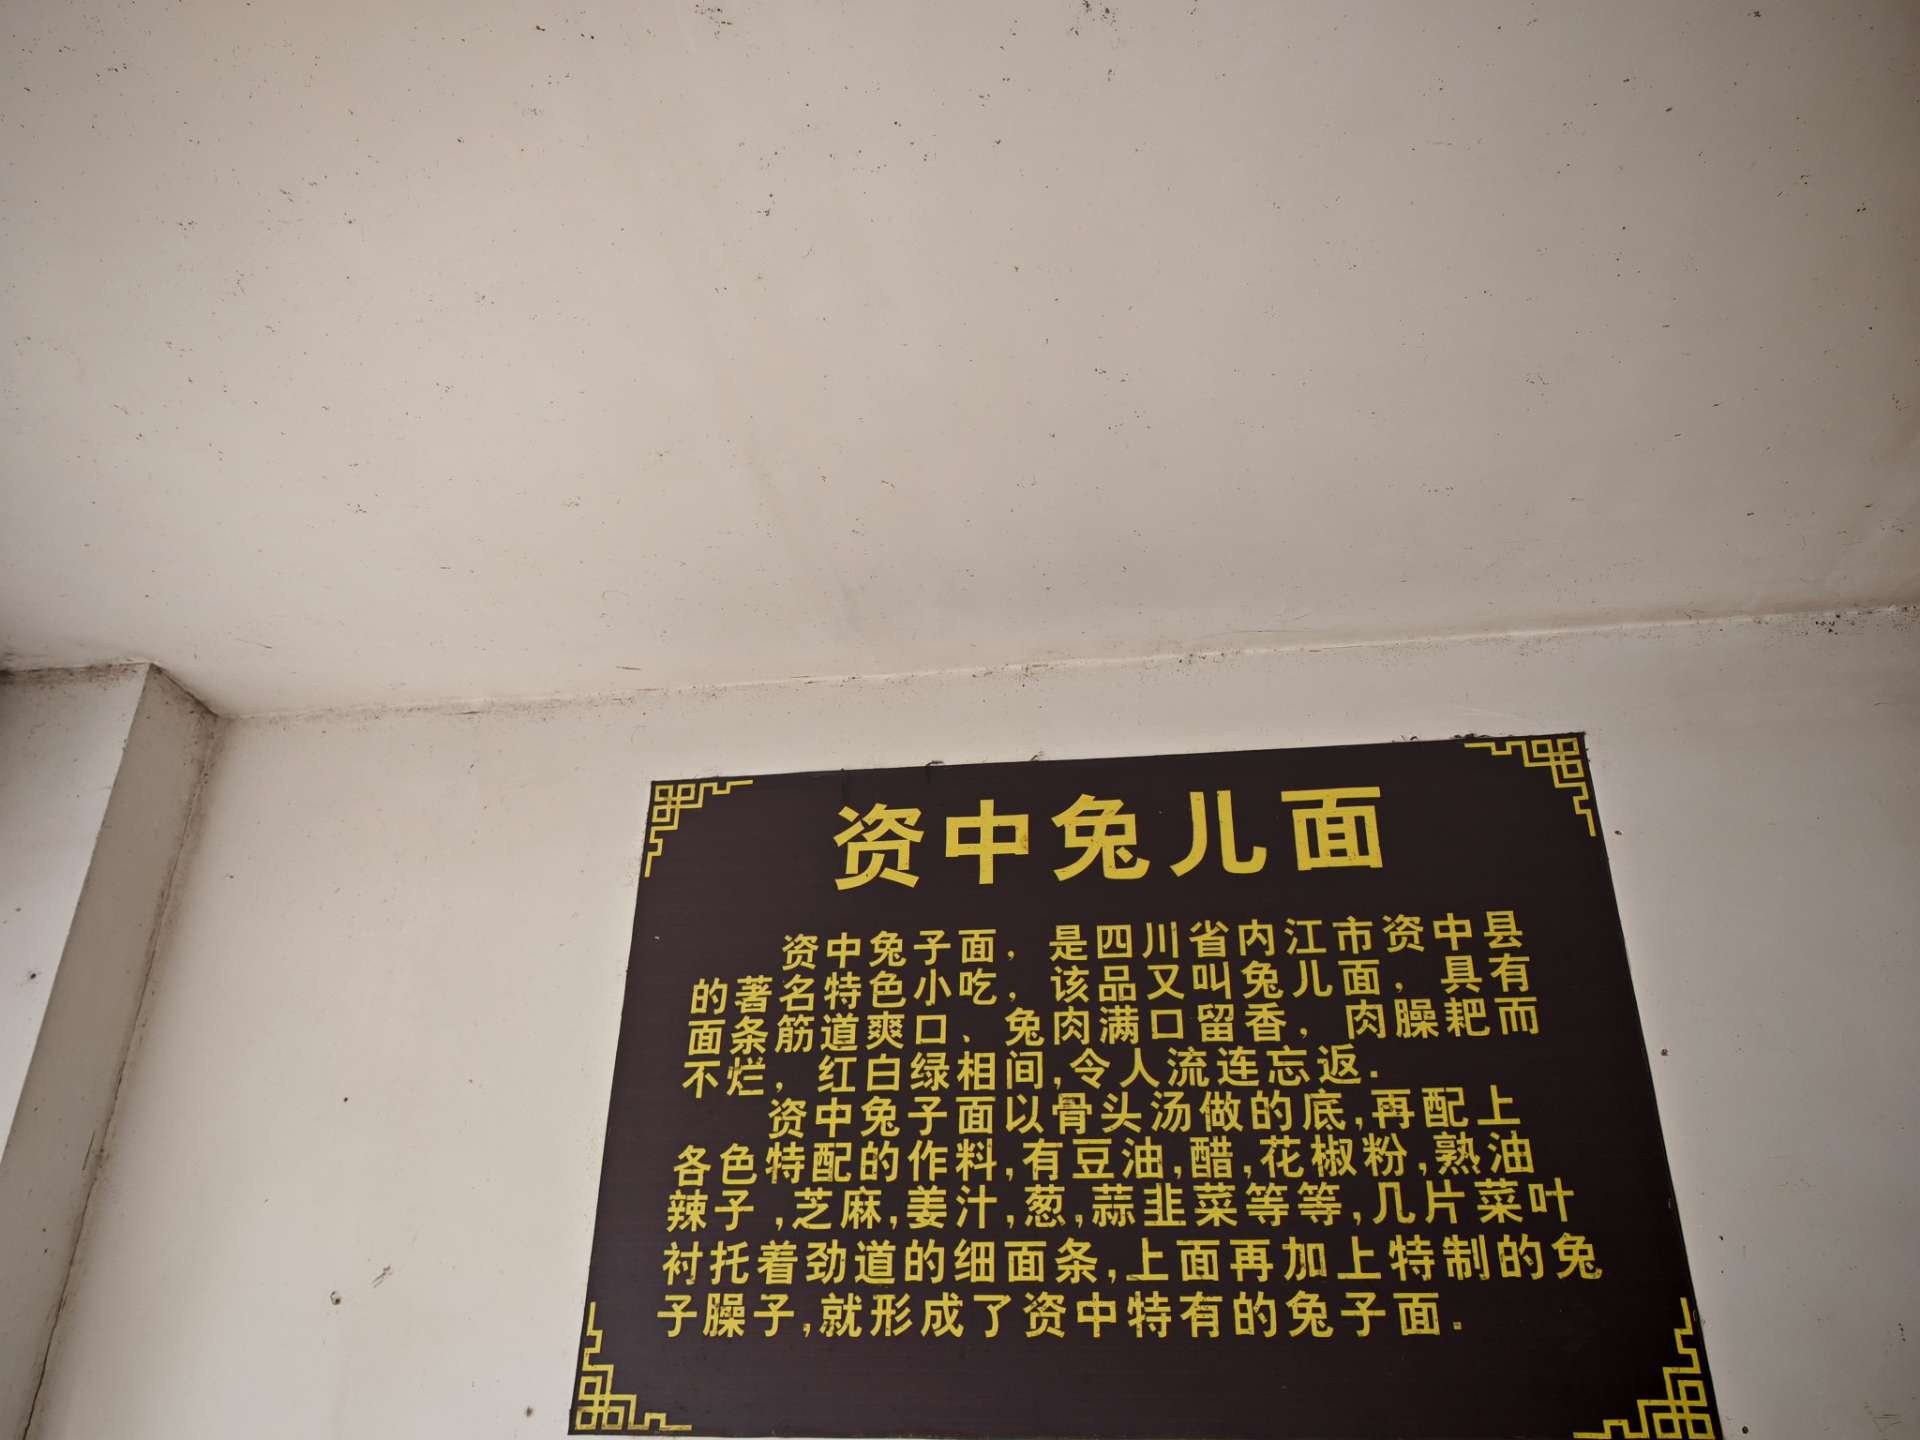 资中兔儿面
资中兔子面，是四川省内江市资中县
的著名特色小吃，该品又叫兔儿面，具有
面条筋道爽口、兔肉满口留香，肉臊耙而
不烂，红白绿相间,令人流连忘返.
资中兔子面以骨头汤做的底,再配上
各色特配的作料,有豆油,醋,花椒粉,熟油
辣子,芝麻,姜汁,葱,蒜韭菜等等,几片菜叶
衬托着劲道的细面条,上面再加上特制的兔
子臊子,就形成了资中特有的兔子面.